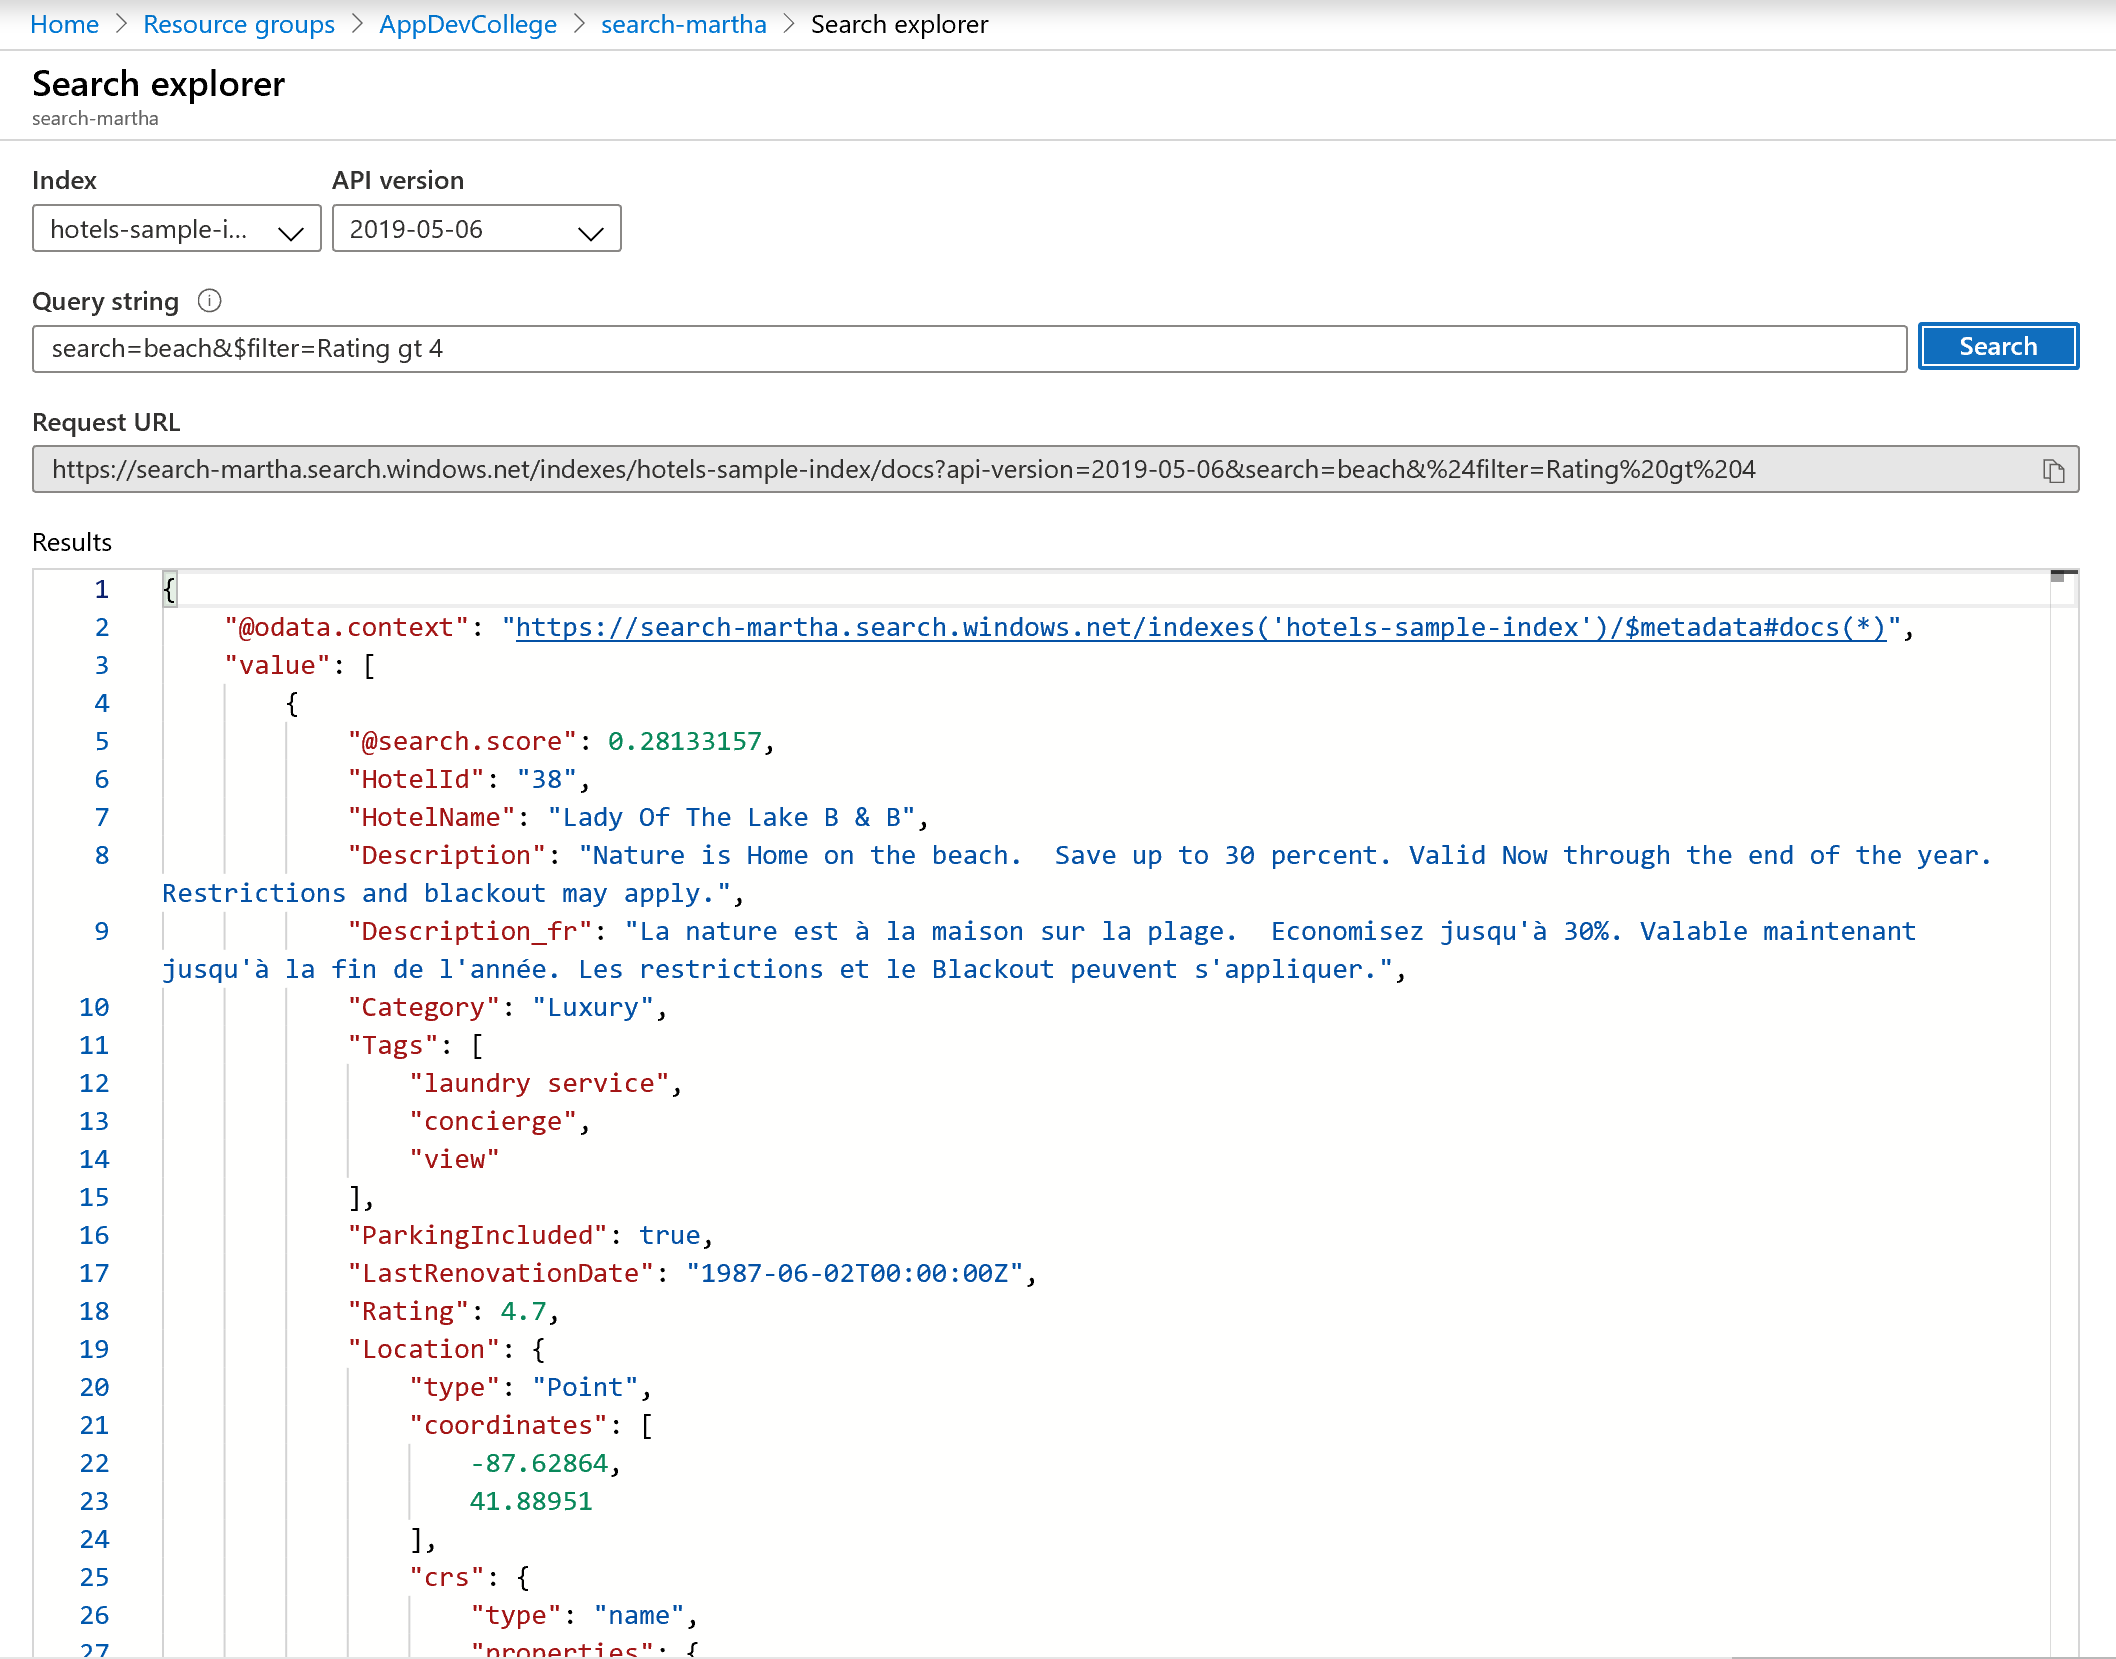 Home > Resource groups > AppDevCollege > search-martha > Search explorer
Search explorer
search-martha
Index API version
hotels-sample-i... 2019-05-06
Query string
search=beach&$filter=Rating gt 4 Search
Request URL
https://search-martha.search.windows.net/indexes/hotels-sample-index/docs?api-version=2019-05-06&search=beach&%24filter=Rating%20gt%204
Results
1 {
2 "@odata.context": "https://search-martha.search.windows.net/indexes('hotels-sample-index')/$metadata#docs(*)",
3 "value": [
4 {
5 "@search.score": 0.28133157,
6 "HotelId": "38",
7 "HotelName": "Lady Of The Lake B & B",
8 "Description": "Nature is Home on the beach.  Save up to 30 percent. Valid Now through the end of the year.
Restrictions and blackout may apply.",
9 "Description_fr": "La nature est à la maison sur la plage.  Economisez jusqu'à 30%. Valable maintenant
jusqu'à la fin de l'année. Les restrictions et le Blackout peuvent s'appliquer.",
10 "Category": "Luxury",
11 "Tags": [
12 "laundry service",
13 "concierge",
14 "view"
15 ],
16 "ParkingIncluded": true,
17 "LastRenovationDate": "1987-06-02T00:00:00Z",
18 "Rating": 4.7,
19 "Location": {
20 "type": "Point",
21 "coordinates": [
22 -87.62864,
23 41.88951
24 ],
25 "crs": {
26 "type": "name",
27 "properties": {